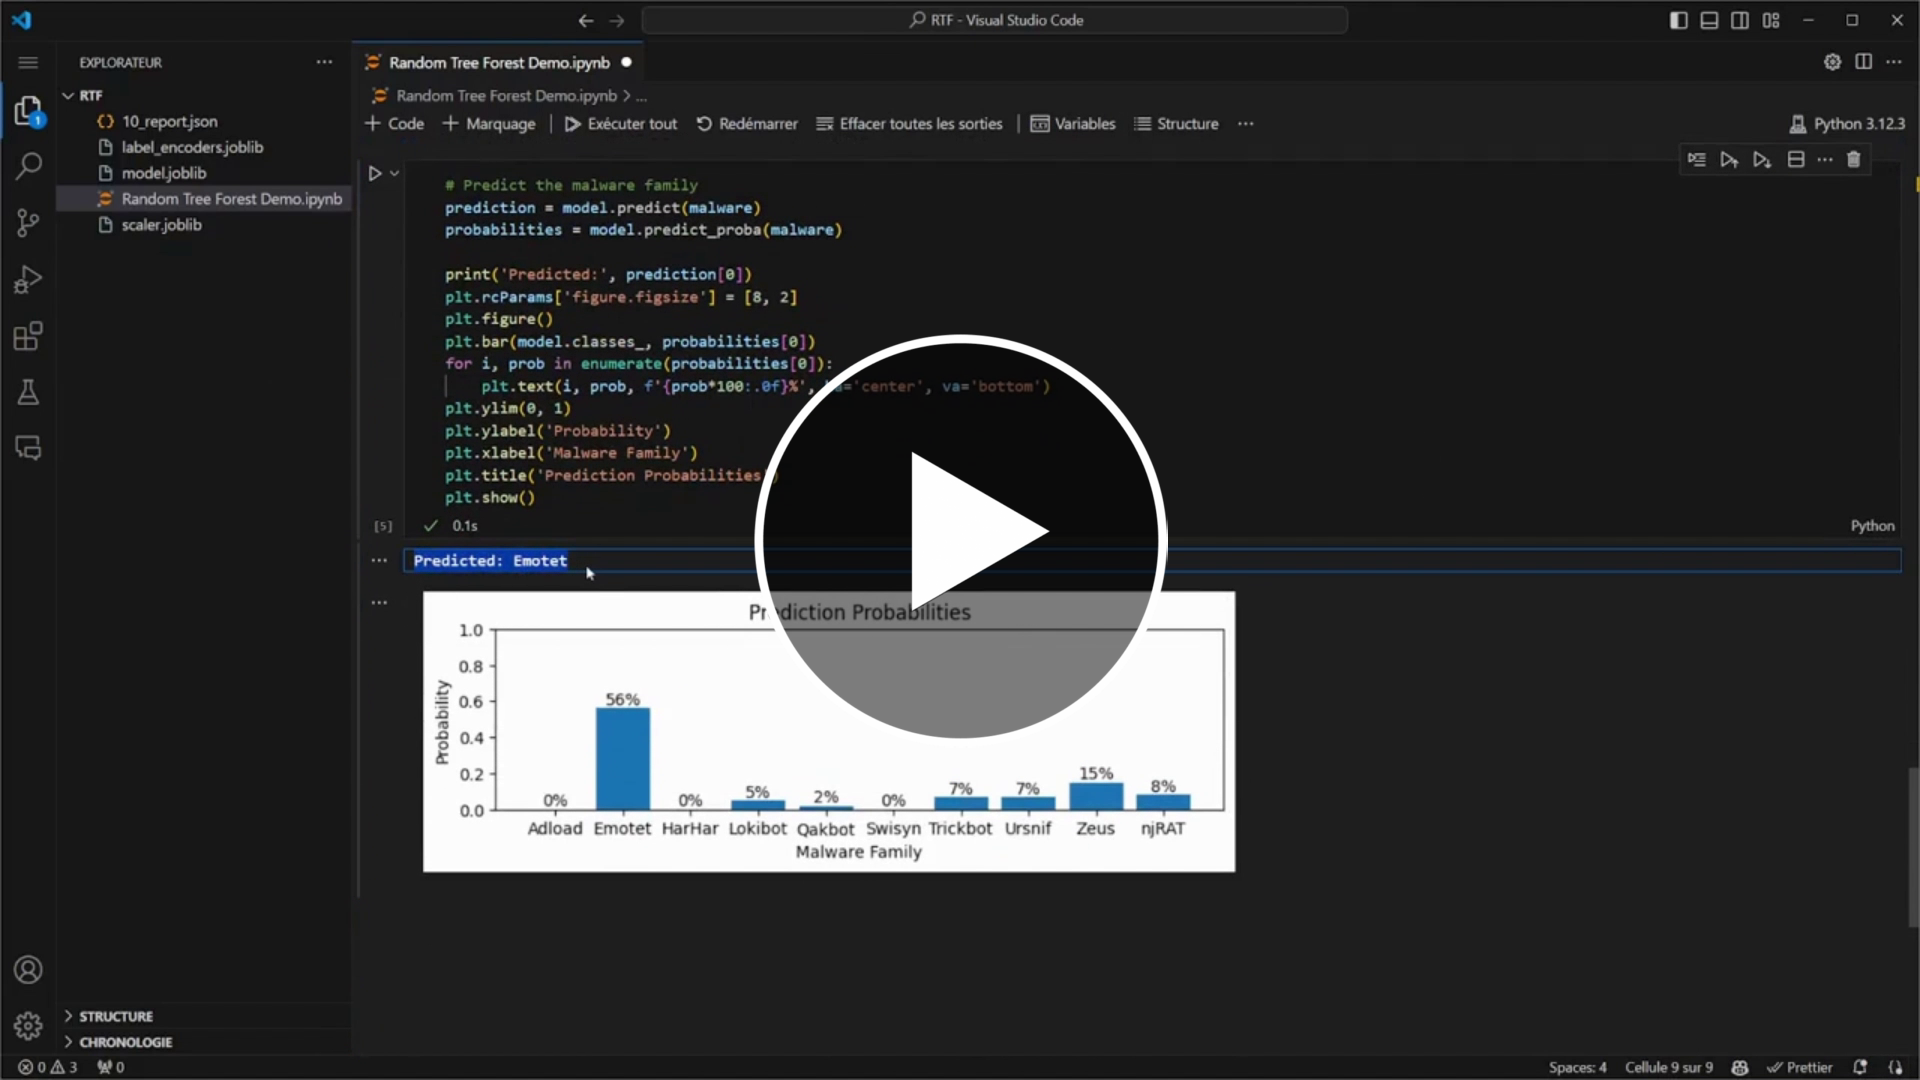 RTF - Visual Studio Code
EXPLORATEUR
Random Tree Forest Demo.ipynb
RTF
Random Tree Forest Demo.ipynb > ...
1
10_report.json
+ Code + Marque | Exécuter tout Redémarrer Effacer toutes les sorties | Variables Structure ...
Python 3.12.3
label_encoders.joblib
model.joblib
Random Tree Forest Demo.ipynb
scaler.joblib
# Predict the malware family
prediction = model.predict(malware)
probabilities = model.predict_proba(malware)
print('Predicted:', prediction[0])
plt.rcParams['figure.figsize'] = [8, 2]
plt.figure()
plt.bar(model.classes_, probabilities[0])
for i, prob in enumerate(probabilities[0]):
plt.text(i, prob, f'{prob*100:.0f}%', ='center', va='bottom')
plt.ylim(0, 1)
plt.ylabel('Probability')
plt.xlabel('Malware Family')
plt.title('Prediction Probabilities')
plt.show()
[5] 0.1s
Python
Predicted: Emotet
Prediction Probabilities
1.0
0.8
0.6
0.4
0.2
0.0
Probability
0% 56% 0% 5% 2% 0% 7% 7% 15% 8%
Adload Emotet HarHar Lokibot Qakbot Swisyn Trickbot Ursnif Zeus njRAT
Malware Family
STRUCTURE
CHRONOLOGIE
0 3 0
Spaces: 4 Cellule 9 sur 9 Prettier